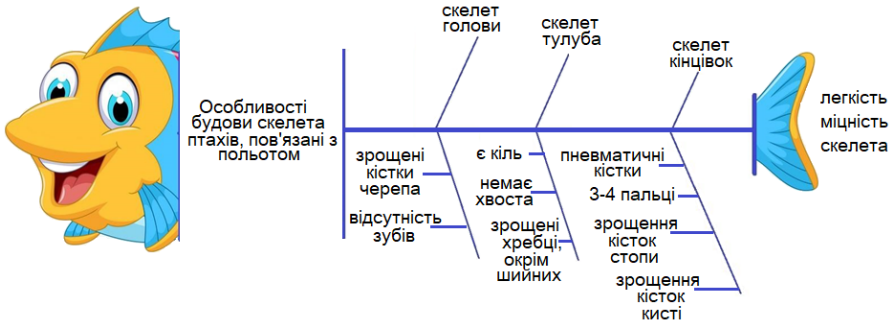 Особливості
будови скелета
птахів, пов'язані з
польотом
скелет
голови
скелет
тулуба
скелет
кінцівок
зрощені
кістки
черепа
відсутність
зубів
є кіль
немає
хвоста
зрощені
хребці,
окрім
шийних
пневматичні
кістки
3-4 пальці
зрощення
кісток
стопи
зрощення
кісток
кисті
легкість
міцність
скелета